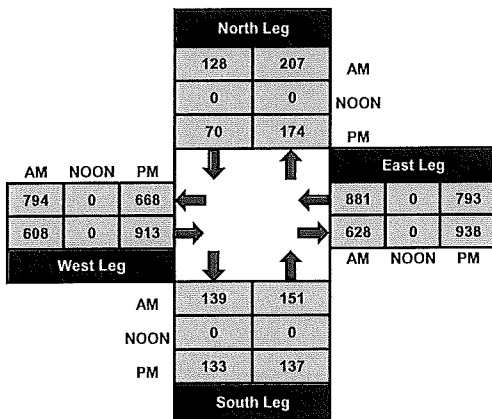 North Leg
128 207 AM
0 0 NOON
70 174 PM
AM NOON PM
794 0 668
608 0 913
West Leg
East Leg
881 0 793
628 0 938
AM NOON PM
AM 139 151
NOON 0 0
PM 133 137
South Leg